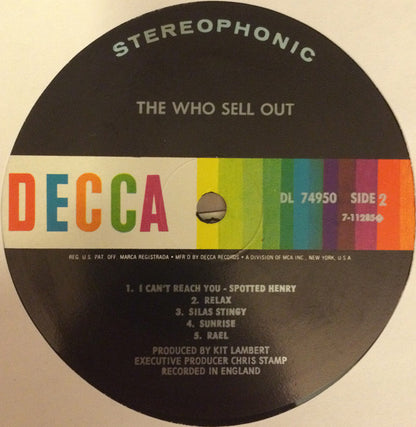 STEREOPHONIC
THE WHO SELL OUT
DECCA
DL 74950 SIDE 2
7-11285
REG. U.S. PAT. OFF. MARCA REGISTRADA • MFR'D BY DECCA RECORDS • A DIVISION OF MCA INC., NEW YORK, U.S.A
1. I CAN'T REACH YOU - SPOTTED HENRY
2. RELAX
3. SILAS STINGY
4. SUNRISE
5. RAEL
PRODUCED BY KIT LAMBERT
EXECUTIVE PRODUCER CHRIS STAMP
RECORDED IN ENGLAND